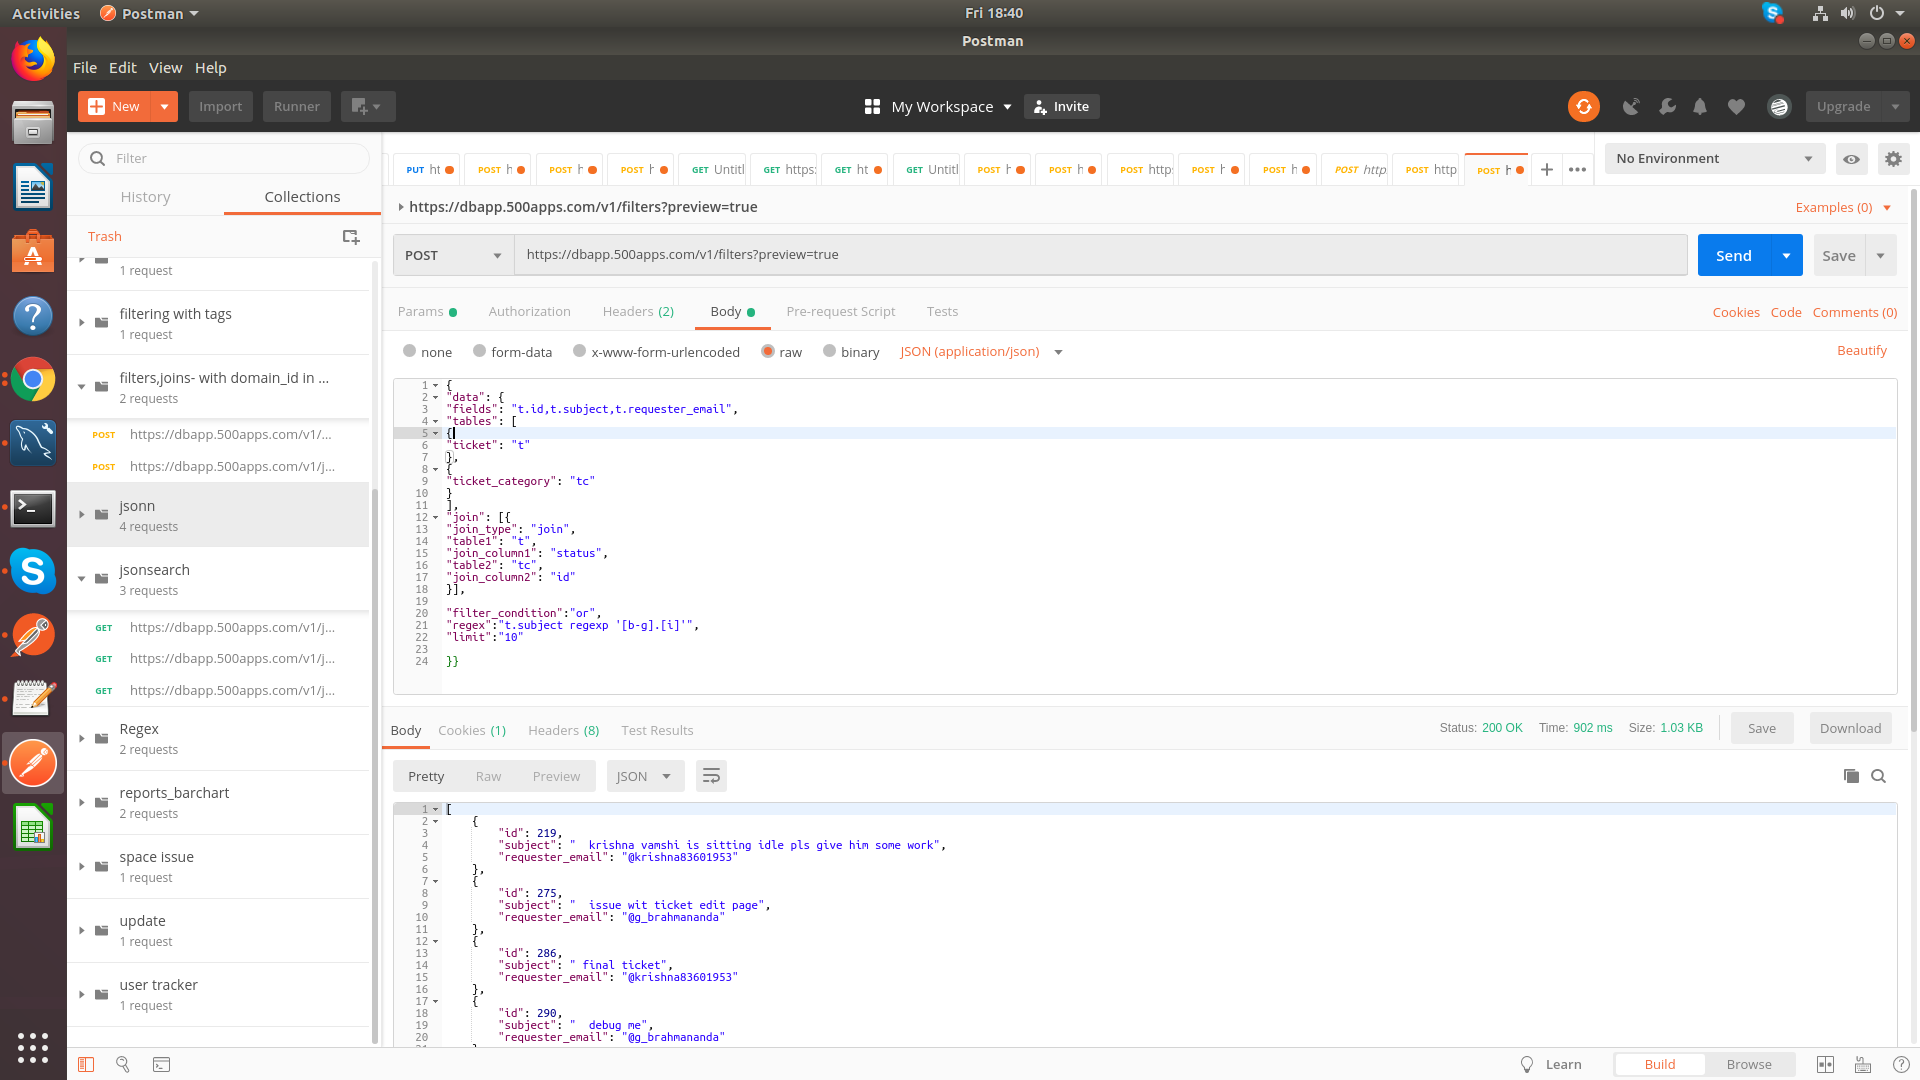 Activities
Postman
Fri 18:40
Postman
File Edit View Help
New
Import
Runner
My Workspace
Invite
Upgrade
Filter
History
Collections
Trash
1 request
filtering with tags
1 request
filters,joins- with domain_id in ...
2 requests
POST https://dbapp.500apps.com/v1/...
POST https://dbapp.500apps.com/v1/j...
jsonn
4 requests
jsonsearch
3 requests
GET https://dbapp.500apps.com/v1/j...
GET https://dbapp.500apps.com/v1/j...
GET https://dbapp.500apps.com/v1/j...
Regex
2 requests
reports_barchart
2 requests
space issue
1 request
update
1 request
user tracker
1 request
PUT ht
POST h
POST h
POST h
GET Untitl
GET https:
GET ht
GET Untitl
POST h
POST h
POST http
POST h
POST h
POST http
POST http
POST h
No Environment
https://dbapp.500apps.com/v1/filters?preview=true
Examples (0)
POST
https://dbapp.500apps.com/v1/filters?preview=true
Send
Save
Params
Authorization
Headers (2)
Body
Pre-request Script
Tests
Cookies Code Comments (0)
none
form-data
x-www-form-urlencoded
raw
binary
JSON (application/json)
Beautify
1 {
2 "data": {
3 "fields": "t.id,t.subject,t.requester_email",
4 "tables": [
5 {
6 "ticket": "t"
7 },
8 {
9 "ticket_category": "tc"
10 }
11 ],
12 "join": [{
13 "join_type": "join",
14 "table1": "t",
15 "join_column1": "status",
16 "table2": "tc",
17 "join_column2": "id"
18 }],
19
20 "filter_condition":"or",
21 "regex":"t.subject regexp '[b-g].[i]'",
22 "limit":"10"
23
24 }}
Body
Cookies (1)
Headers (8)
Test Results
Status: 200 OK
Time: 902 ms
Size: 1.03 KB
Save
Download
Pretty
Raw
Preview
JSON
1 [
2 {
3 "id": 219,
4 "subject": "  krishna vamshi is sitting idle pls give him some work",
5 "requester_email": "@krishna83601953"
6 },
7 {
8 "id": 275,
9 "subject": "  issue wit ticket edit page",
10 "requester_email": "@g_brahmananda"
11 },
12 {
13 "id": 286,
14 "subject": " final ticket",
15 "requester_email": "@krishna83601953"
16 },
17 {
18 "id": 290,
19 "subject": "  debug me",
20 "requester_email": "@g_brahmananda"
Learn
Build
Browse